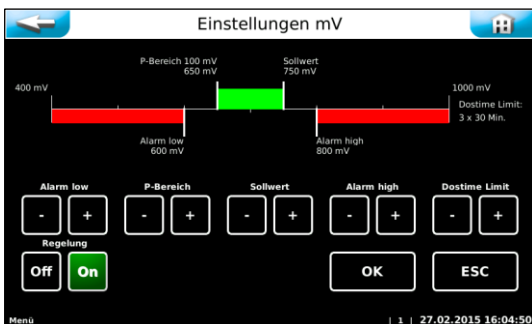 Einstellungen mV
P-Bereich 100 mV
650 mV
Sollwert
750 mV
400 mV
1000 mV
Dostime Limit:
3 x 30 Min.
Alarm low
600 mV
Alarm high
800 mV
Alarm low P-Bereich Sollwert Alarm high Dostime Limit
- + - + - + - + - +
Regelung
Off On OK ESC
Menü | 1 | 27.02.2015 16:04:50